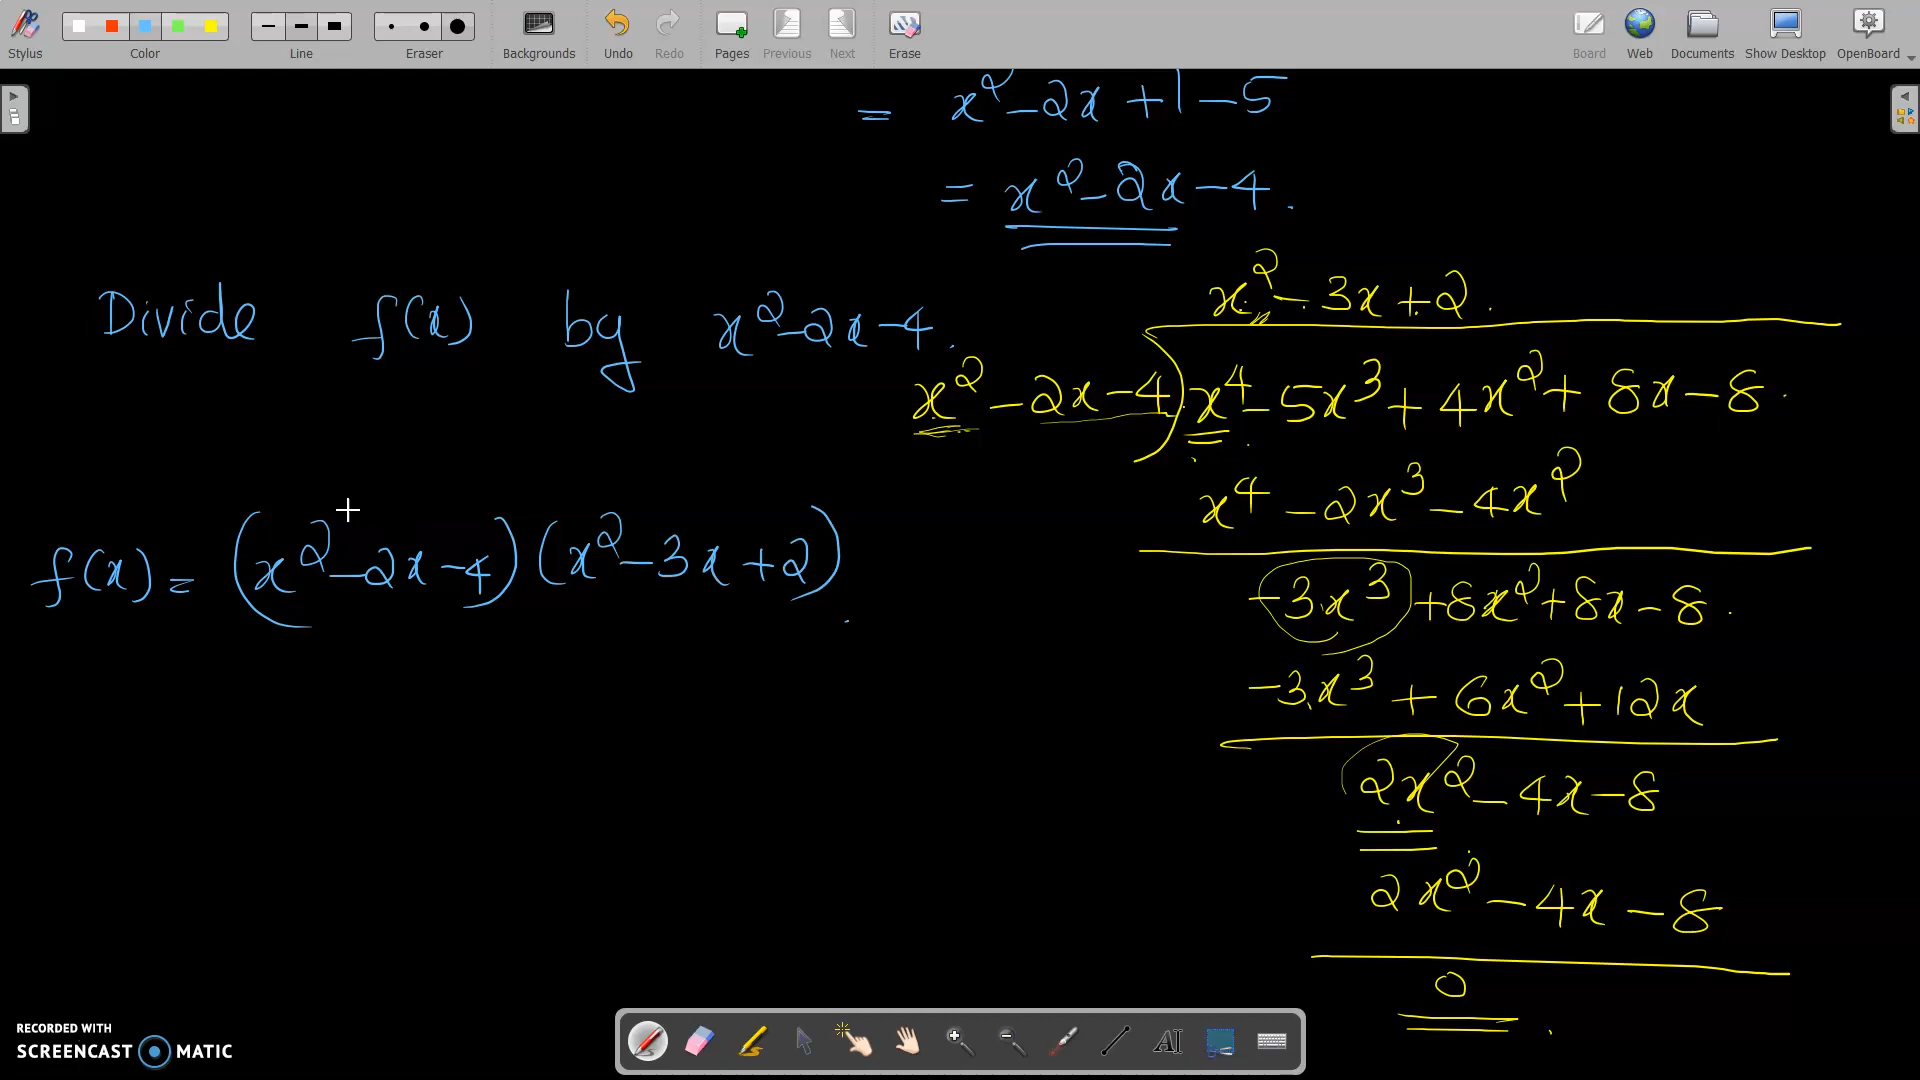 Stylus Color Line Eraser Backgrounds Undo Redo Pages Previous Next Erase Board Web Documents Show Desktop OpenBoard
= x² - 2x + 1 - 5
= x² - 2x - 4.
Divide f(x) by x² - 2x - 4.
f(x) = (x² - 2x - 4)(x² - 3x + 2).
x² - 3x + 2.
x² - 2x - 4) x⁴ - 5x³ + 4x² + 8x - 8.
x⁴ - 2x³ - 4x²
-3x³ + 8x² + 8x - 8.
-3x³ + 6x² + 12x
2x² - 4x - 8
2x² - 4x - 8
0
RECORDED WITH
SCREENCAST MATIC
AI